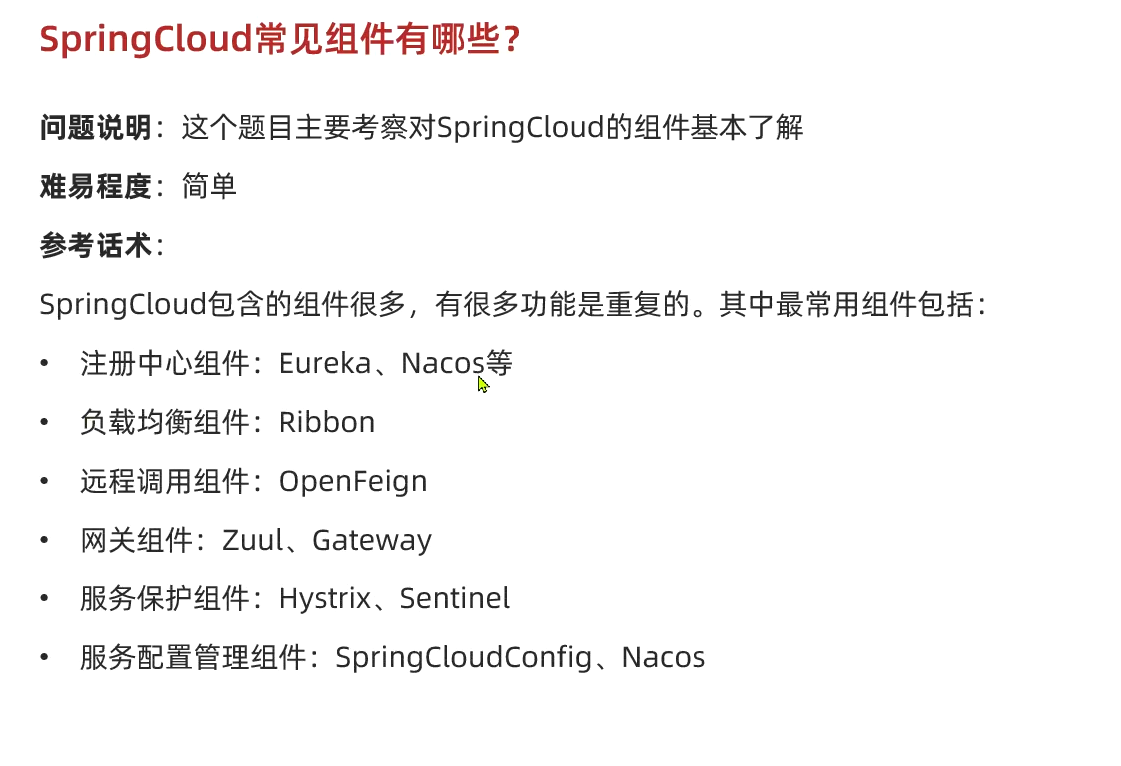 SpringCloud常见组件有哪些?
问题说明：这个题目主要考察对SpringCloud的组件基本了解
难易程度：简单
参考话术：
SpringCloud包含的组件很多，有很多功能是重复的。其中最常用组件包括：
• 注册中心组件：Eureka、Nacos等
• 负载均衡组件：Ribbon
• 远程调用组件：OpenFeign
• 网关组件：Zuul、Gateway
• 服务保护组件：Hystrix、Sentinel
• 服务配置管理组件：SpringCloudConfig、Nacos